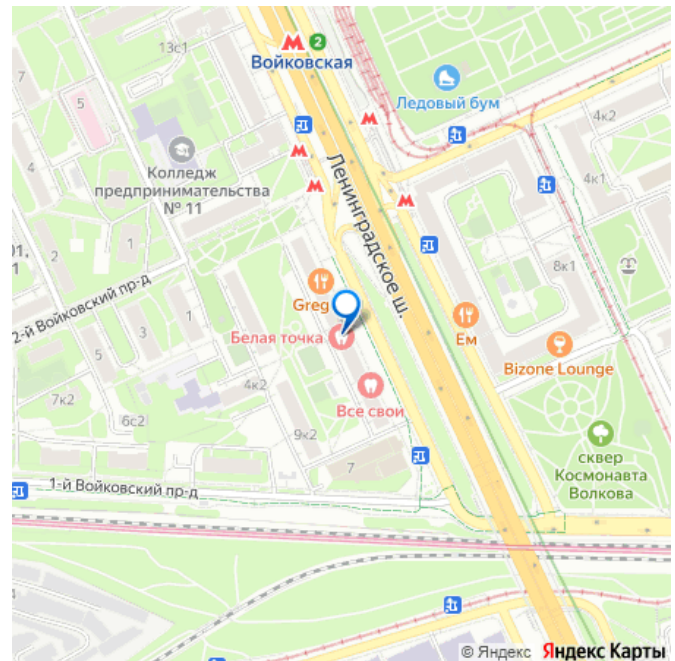 13с1
М 2
Войковская
Ледовый бум
4к2
5
5
7
4
Колледж
предпринимательства
№ 11
М
М
М
М
Ленинградское ш.
4к1
01,
1
1
2
3
8к1
2-й Войковский пр-д
Greg
Белая точка
Ем
Bizone Lounge
4к2
7к2
6с2
Все свои
9к2
7
сквер
Космонавта
Волкова
1-й Войковский пр-д
© Яндекс Яндекс Карты